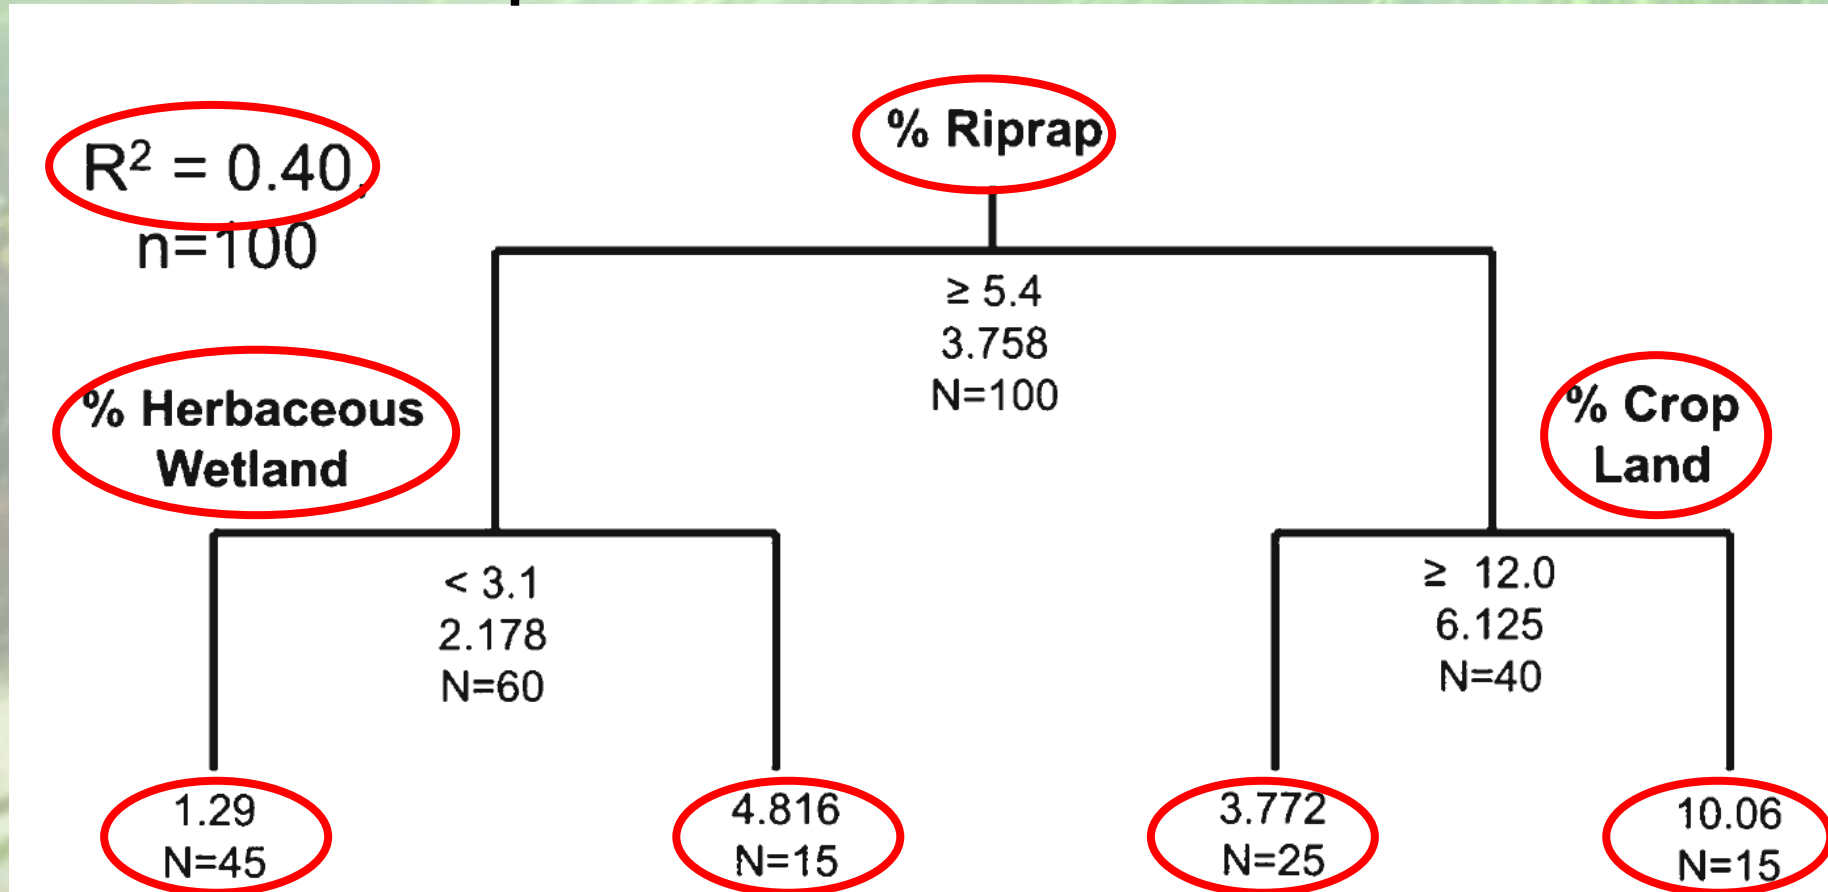 R² = 0.40,
n=100
% Riprap
≥ 5.4
3.758
N=100
% Herbaceous
Wetland
< 3.1
2.178
N=60
% Crop
Land
≥ 12.0
6.125
N=40
1.29
N=45
4.816
N=15
3.772
N=25
10.06
N=15